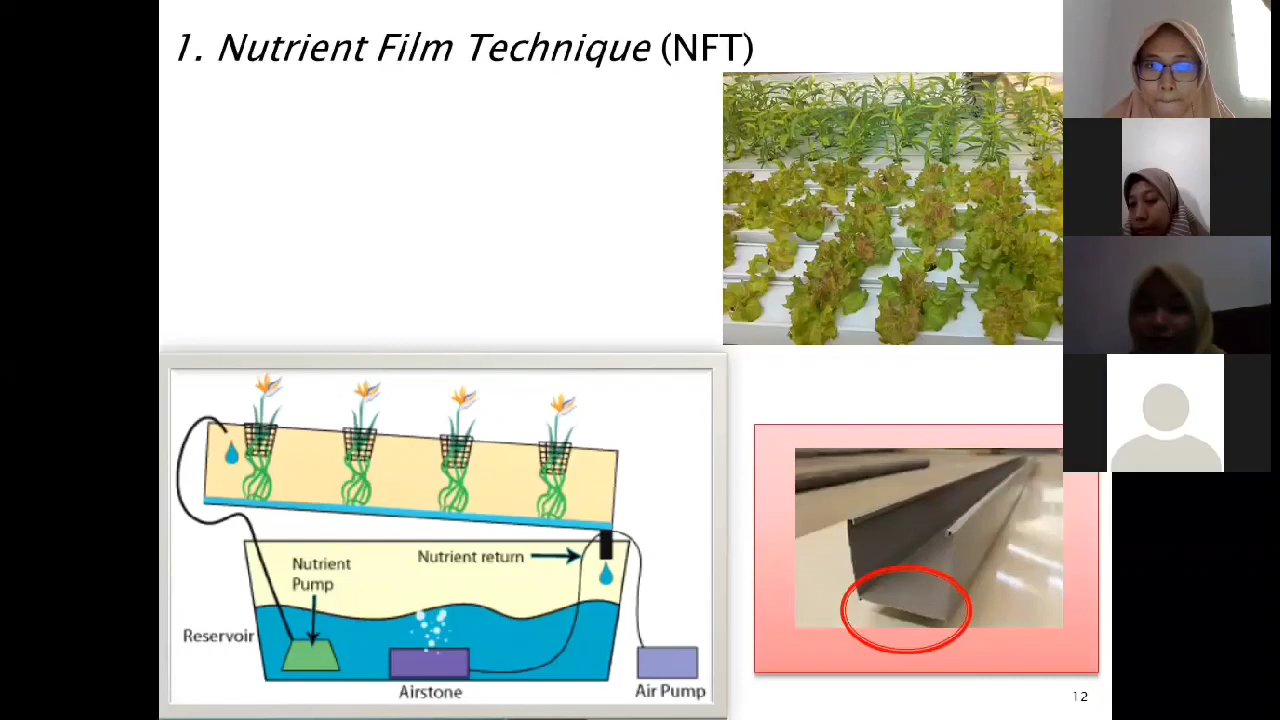 1. Nutrient Film Technique (NFT)
Nutrient return
Nutrient
Pump
Reservoir
Airstone
Air Pump
12